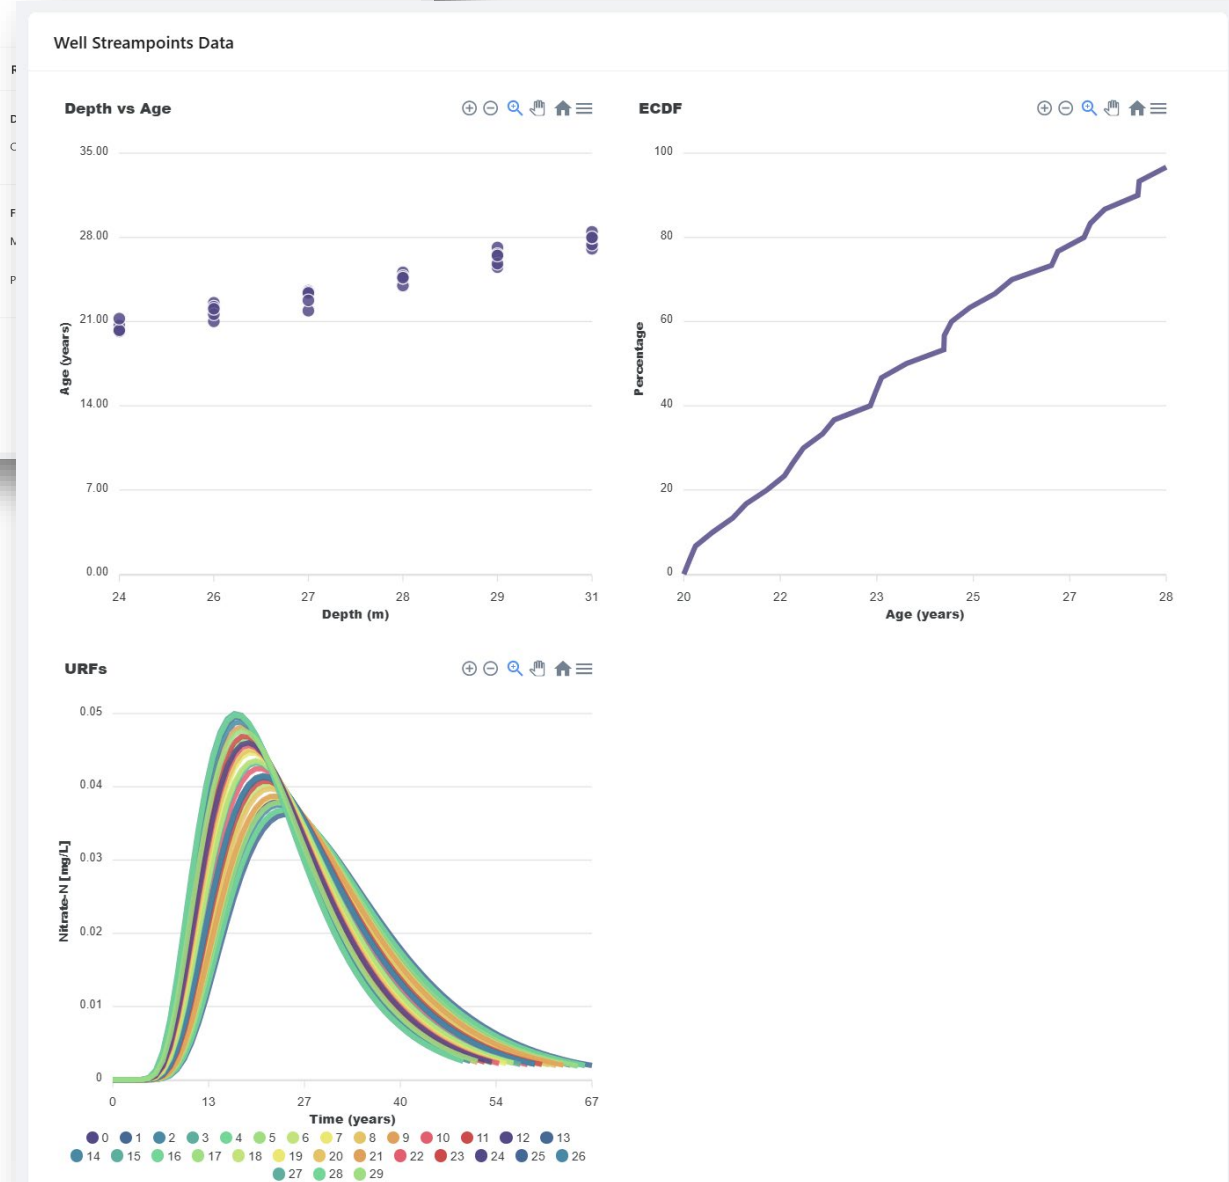 Well Streampoints Data
R
D
C
F
M
P
Depth vs Age
35.00
28.00
21.00
14.00
7.00
0.00
Age (years)
24 26 27 28 29 31
Depth (m)
ECDF
100
80
60
40
20
0
Percentage
20 22 23 25 27 28
Age (years)
URFs
0.05
0.04
0.03
0.02
0.01
0
Nitrate-N [mg/L]
0 13 27 40 54 67
Time (years)
0 1 2 3 4 5 6 7 8 9 10 11 12 13
14 15 16 17 18 19 20 21 22 23 24 25 26
27 28 29